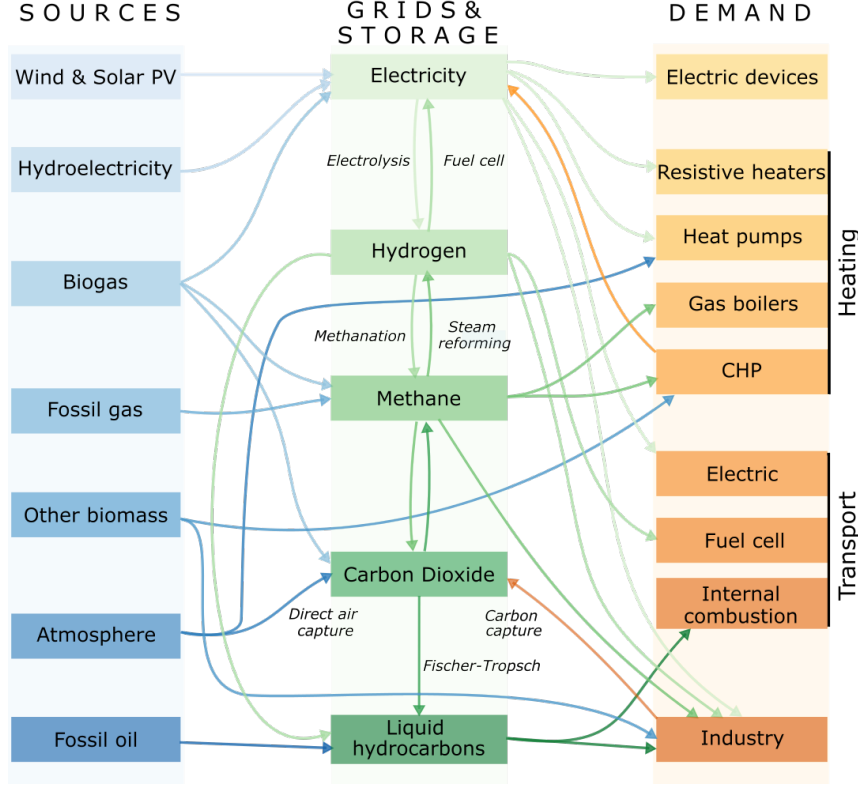 SOURCES
GRIDS &
STORAGE
DEMAND
Wind & Solar PV
Hydroelectricity
Biogas
Fossil gas
Other biomass
Atmosphere
Fossil oil
Electricity
Electrolysis
Fuel cell
Hydrogen
Methanation
Steam
reforming
Methane
Carbon Dioxide
Direct air
capture
Carbon
capture
Fischer-Tropsch
Liquid
hydrocarbons
Electric devices
Resistive heaters
Heat pumps
Gas boilers
CHP
Heating
Electric
Fuel cell
Internal
combustion
Transport
Industry